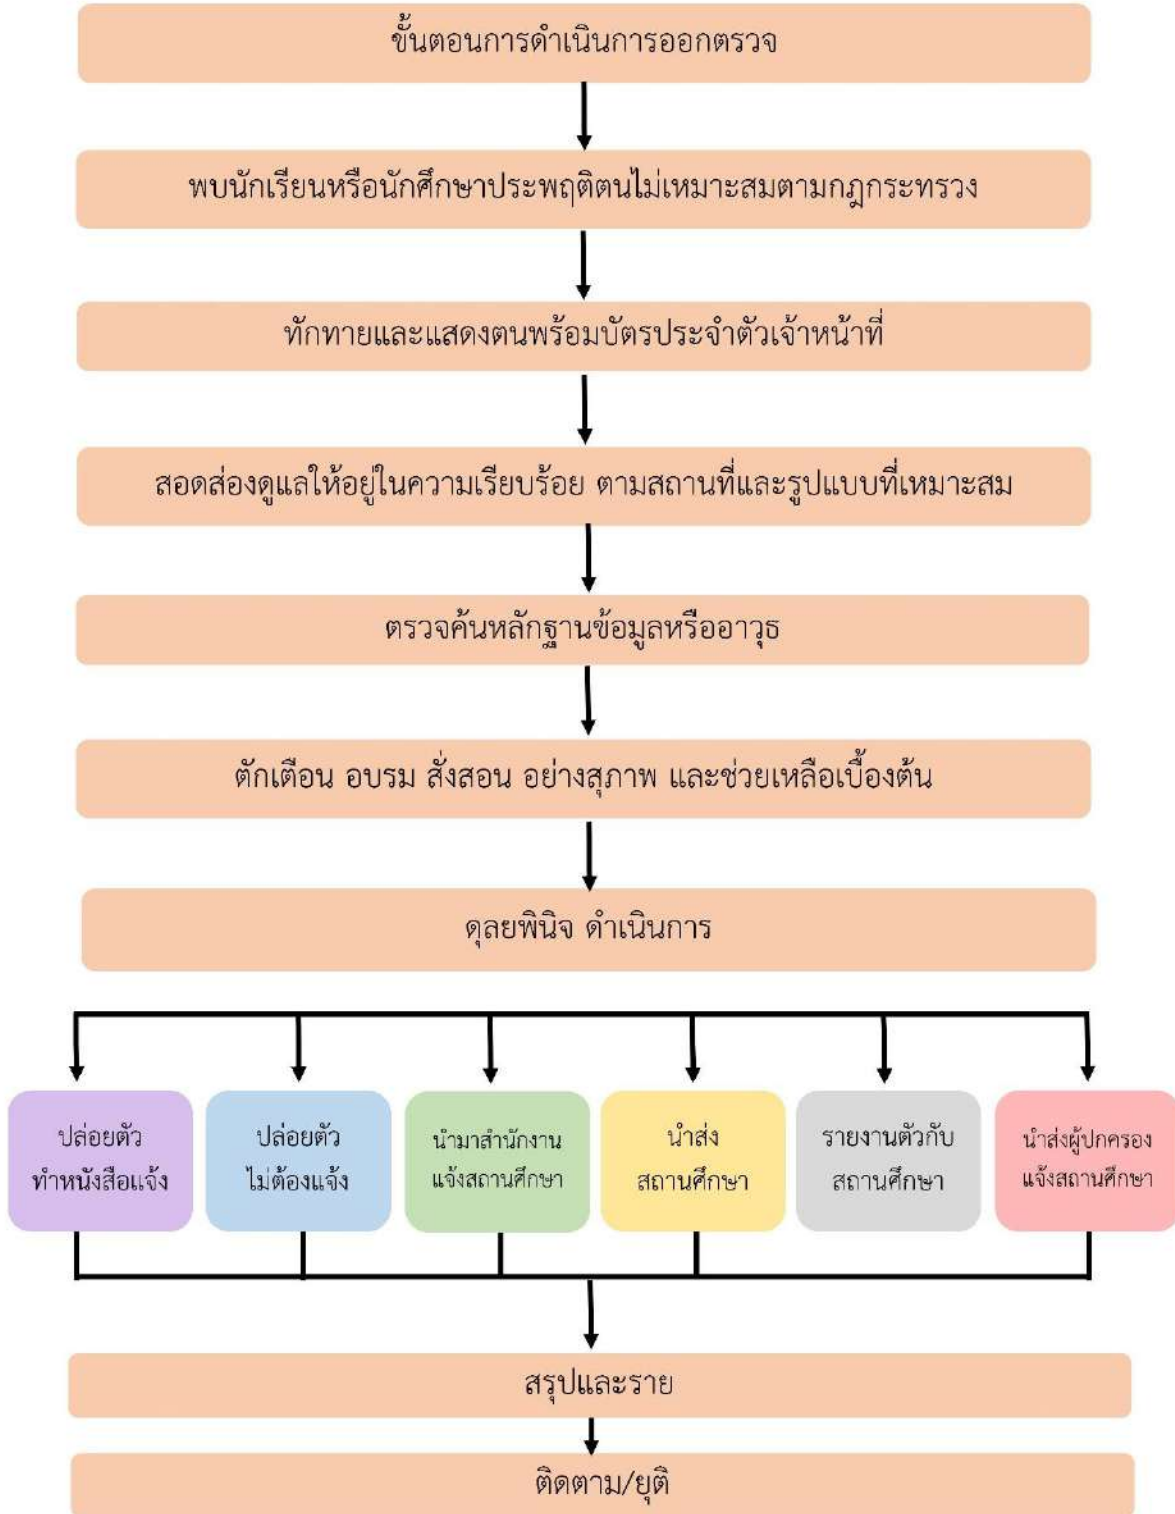 ขั้นตอนการดำเนินการออกตรวจ
พบนักเรียนหรือนักศึกษาประพฤติตนไม่เหมาะสมตามกฎกระทรวง
ทักทายและแสดงตนพร้อมบัตรประจำตัวเจ้าหน้าที่
สอดส่องดูแลให้อยู่ในความเรียบร้อย ตามสถานที่และรูปแบบที่เหมาะสม
ตรวจค้นหลักฐานข้อมูลหรืออาวุธ
ตักเตือน อบรม สั่งสอน อย่างสุภาพ และช่วยเหลือเบื้องต้น
ดุลยพินิจ ดำเนินการ
ปล่อยตัว
ทำหนังสือแจ้ง
ปล่อยตัว
ไม่ต้องแจ้ง
นำมาสำนักงาน
แจ้งสถานศึกษา
นำส่ง
สถานศึกษา
รายงานตัวกับ
สถานศึกษา
นำส่งผู้ปกครอง
แจ้งสถานศึกษา
สรุปและราย
ติดตาม/ยุติ